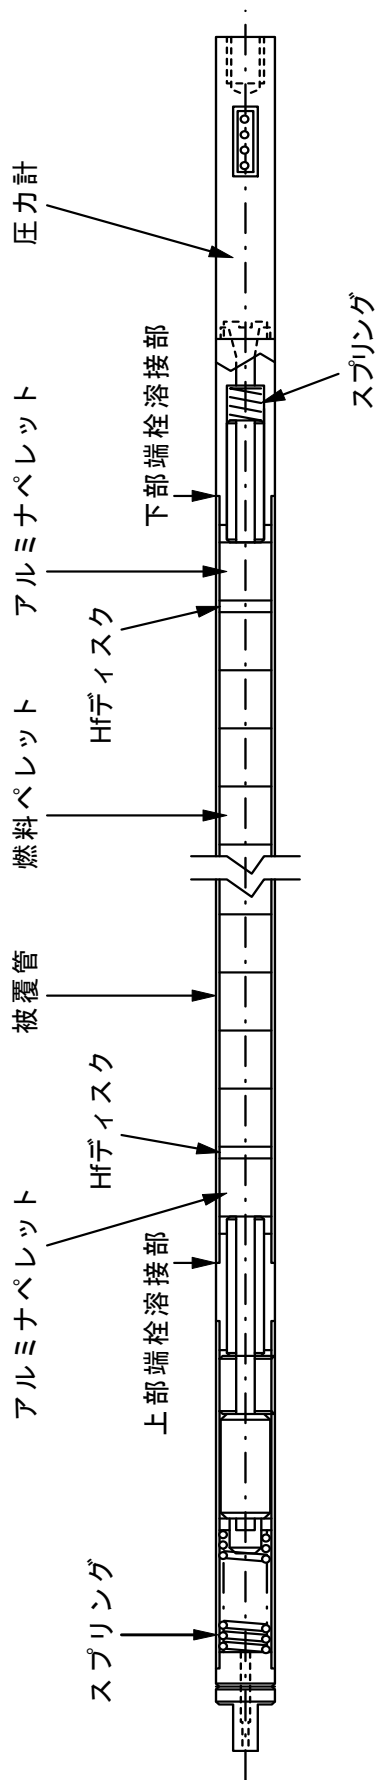 スプリング
アルミナペレット
上部端栓溶接部
Hfディスク
被覆管
燃料ペレット
Hfディスク
アルミナペレット
下部端栓溶接部
圧力計
スプリング